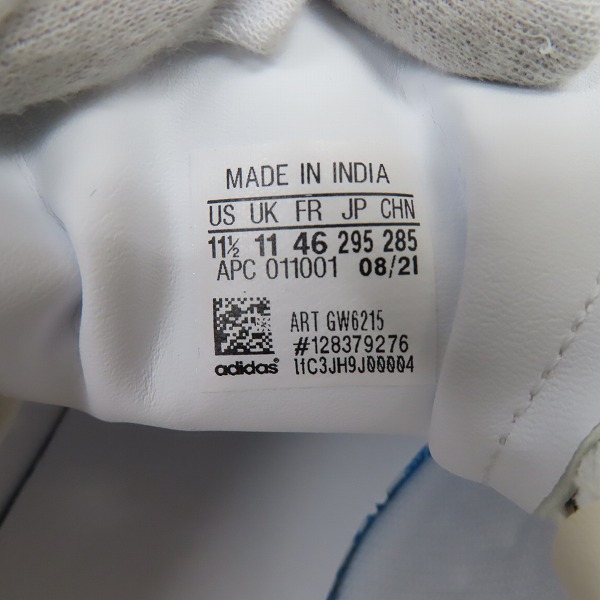 MADE IN INDIA
US UK FR JP CHN
11½ 11 46 295 285
APC 011001 08/21
ART GW6215
#128379276
adidas® l1C3JH9J00004